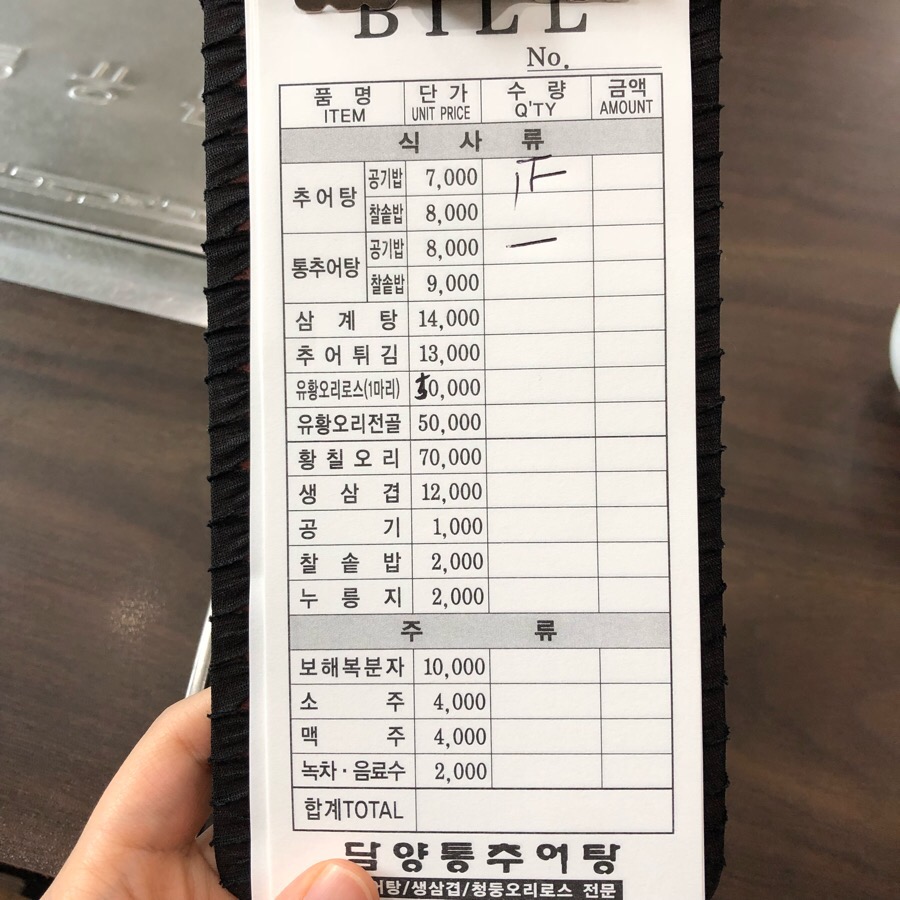 BILL
No.
품 명 단 가 수 량 금액
ITEM UNIT PRICE Q'TY AMOUNT
식 사 류
추어탕 공기밥 7,000
찰솥밥 8,000
통추어탕 공기밥 8,000 一
찰솥밥 9,000
삼 계 탕 14,000
추 어 튀 김 13,000
유황오리로스(1마리) 50,000
유황오리전골 50,000
황 칠 오 리 70,000
생 삼 겹 12,000
공 기 1,000
찰 솥 밥 2,000
누 룽 지 2,000
주 류
보해복분자 10,000
소 주 4,000
맥 주 4,000
녹차·음료수 2,000
합계TOTAL
담양통추어탕
어탕/생삼겹/청둥오리로스 전문